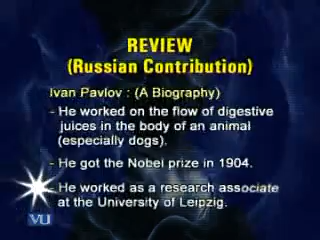 REVIEW
(Russian Contribution)
Ivan Pavlov : (A Biography)
- He worked on the flow of digestive
juices in the body of an animal
(especially dogs).
- He got the Nobel prize in 1904.
- He worked as a research associate
at the University of Leipzig.
VU